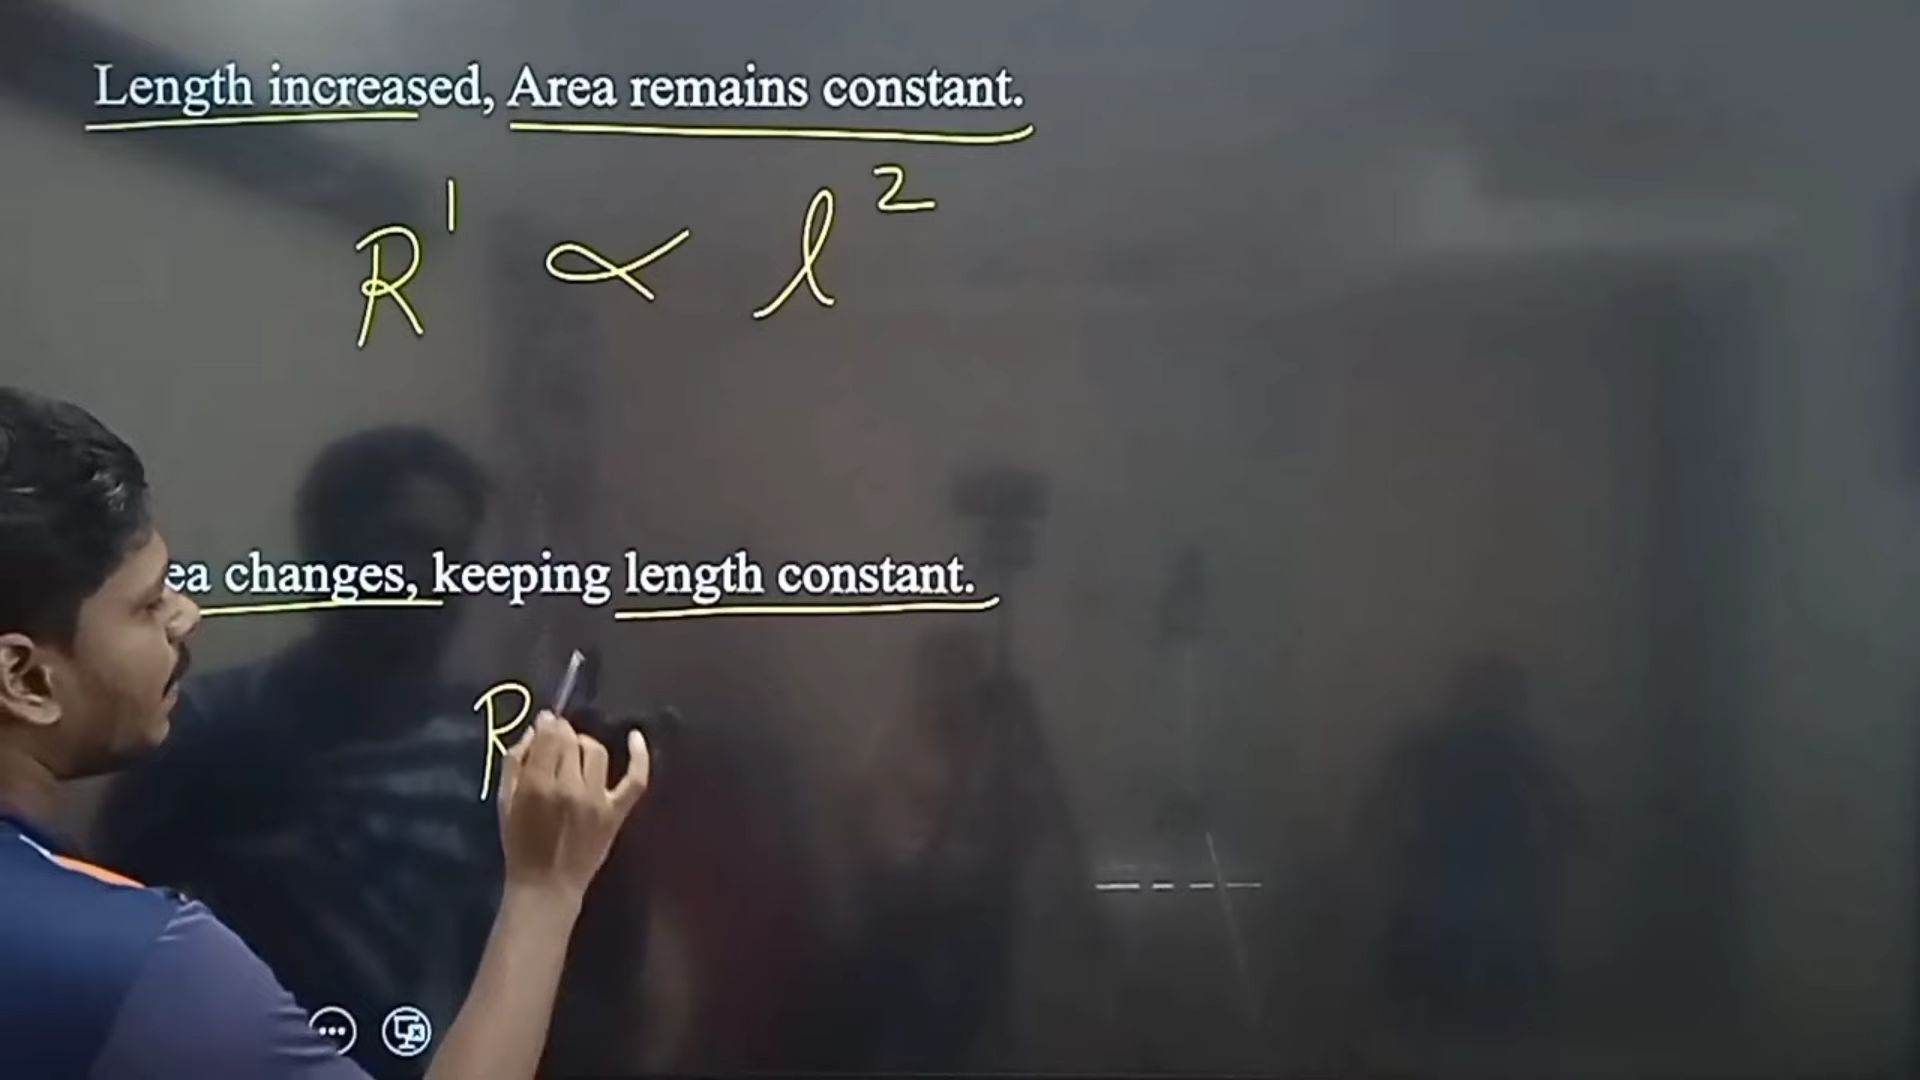 Length increased, Area remains constant.
R' ∝ l²
ea changes, keeping length constant.
R